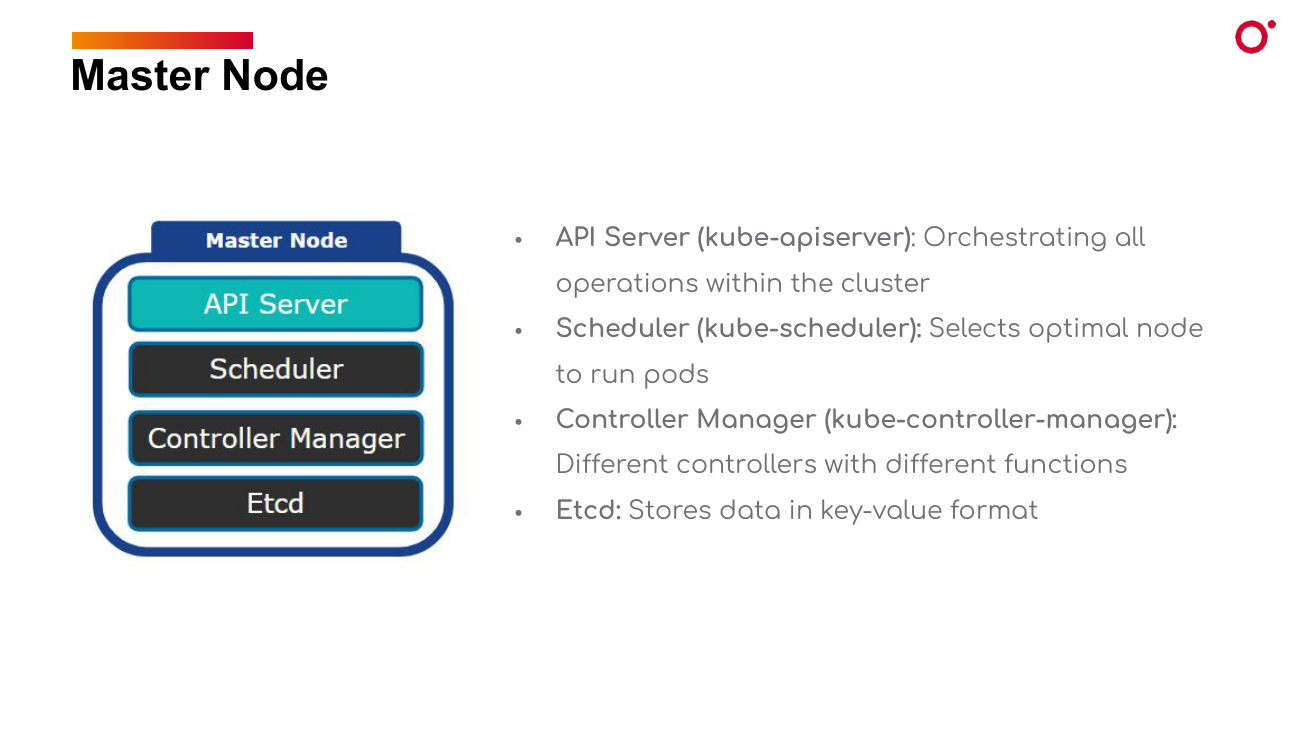 Master Node
Master Node
API Server
Scheduler
Controller Manager
Etcd
• API Server (kube-apiserver): Orchestrating all
operations within the cluster
• Scheduler (kube-scheduler): Selects optimal node
to run pods
• Controller Manager (kube-controller-manager):
Different controllers with different functions
• Etcd: Stores data in key-value format